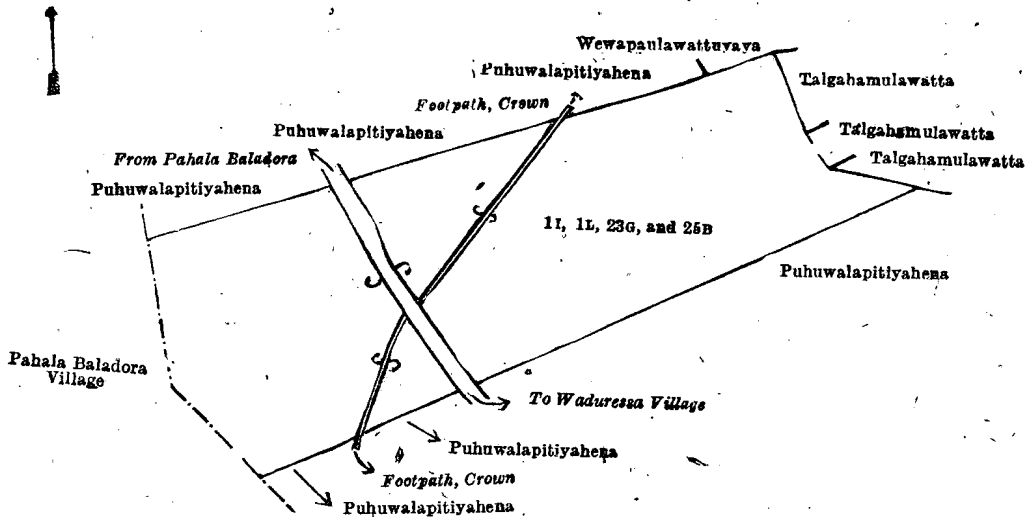 Wewapaulawattuyaya
Puhuwalapitiyahena
Talgahamulawatta
Footpath, Crown
Puhuwalapitiyahena
Talgahamulawatta
From Pahala Baladora
Talgahamulawatta
Puhuwalapitiyahena
1I, 1L, 23G, and 25B
Puhuwalapitiyahena
Pahala Baladora
Village
To Waduressa Village
Puhuwalapitiyahena
Footpath, Crown
Puhuwalapitiyahena